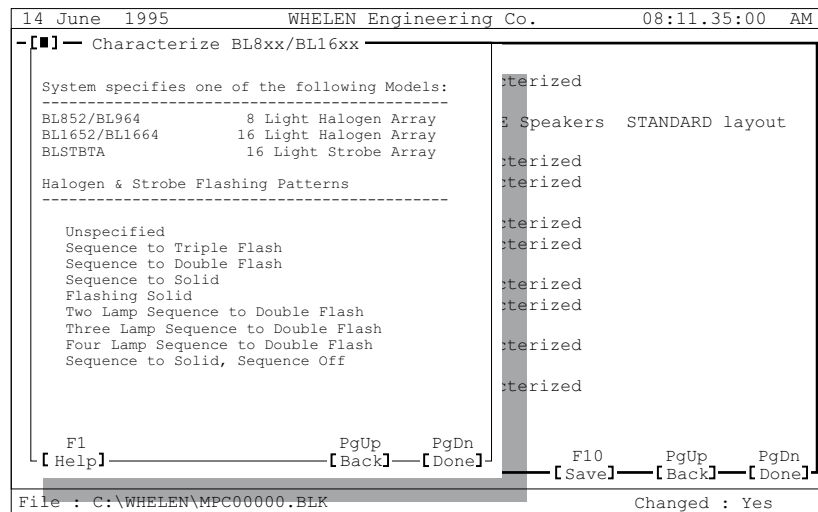 14 June 1995 WHELEN Engineering Co. 08:11.35:00 AM
[■] Characterize BL8xx/BL16xx
System specifies one of the following Models:
BL852/BL964 8 Light Halogen Array
BL1652/BL1664 16 Light Halogen Array
BLSTBTA 16 Light Strobe Array
Halogen & Strobe Flashing Patterns
Unspecified
Sequence to Triple Flash
Sequence to Double Flash
Sequence to Solid
Flashing Solid
Two Lamp Sequence to Double Flash
Three Lamp Sequence to Double Flash
Four Lamp Sequence to Double Flash
Sequence to Solid, Sequence Off
F1 PgUp PgDn
[Help] [Back] [Done]
cterized
E Speakers STANDARD layout
cterized
cterized
cterized
cterized
cterized
cterized
cterized
cterized
F10 PgUp PgDn
[Save] [Back] [Done]
File : C:\WHELEN\MPC00000.BLK Changed : Yes